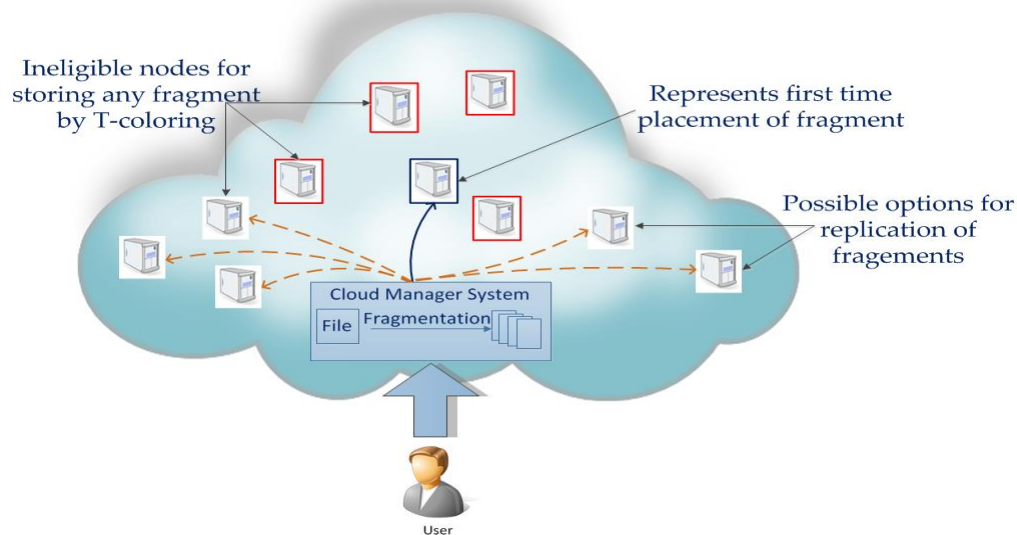 Ineligible nodes for
storing any fragment
by T-coloring
Represents first time
placement of fragment
Possible options for
replication of
fragements
Cloud Manager System
File
Fragmentation
User